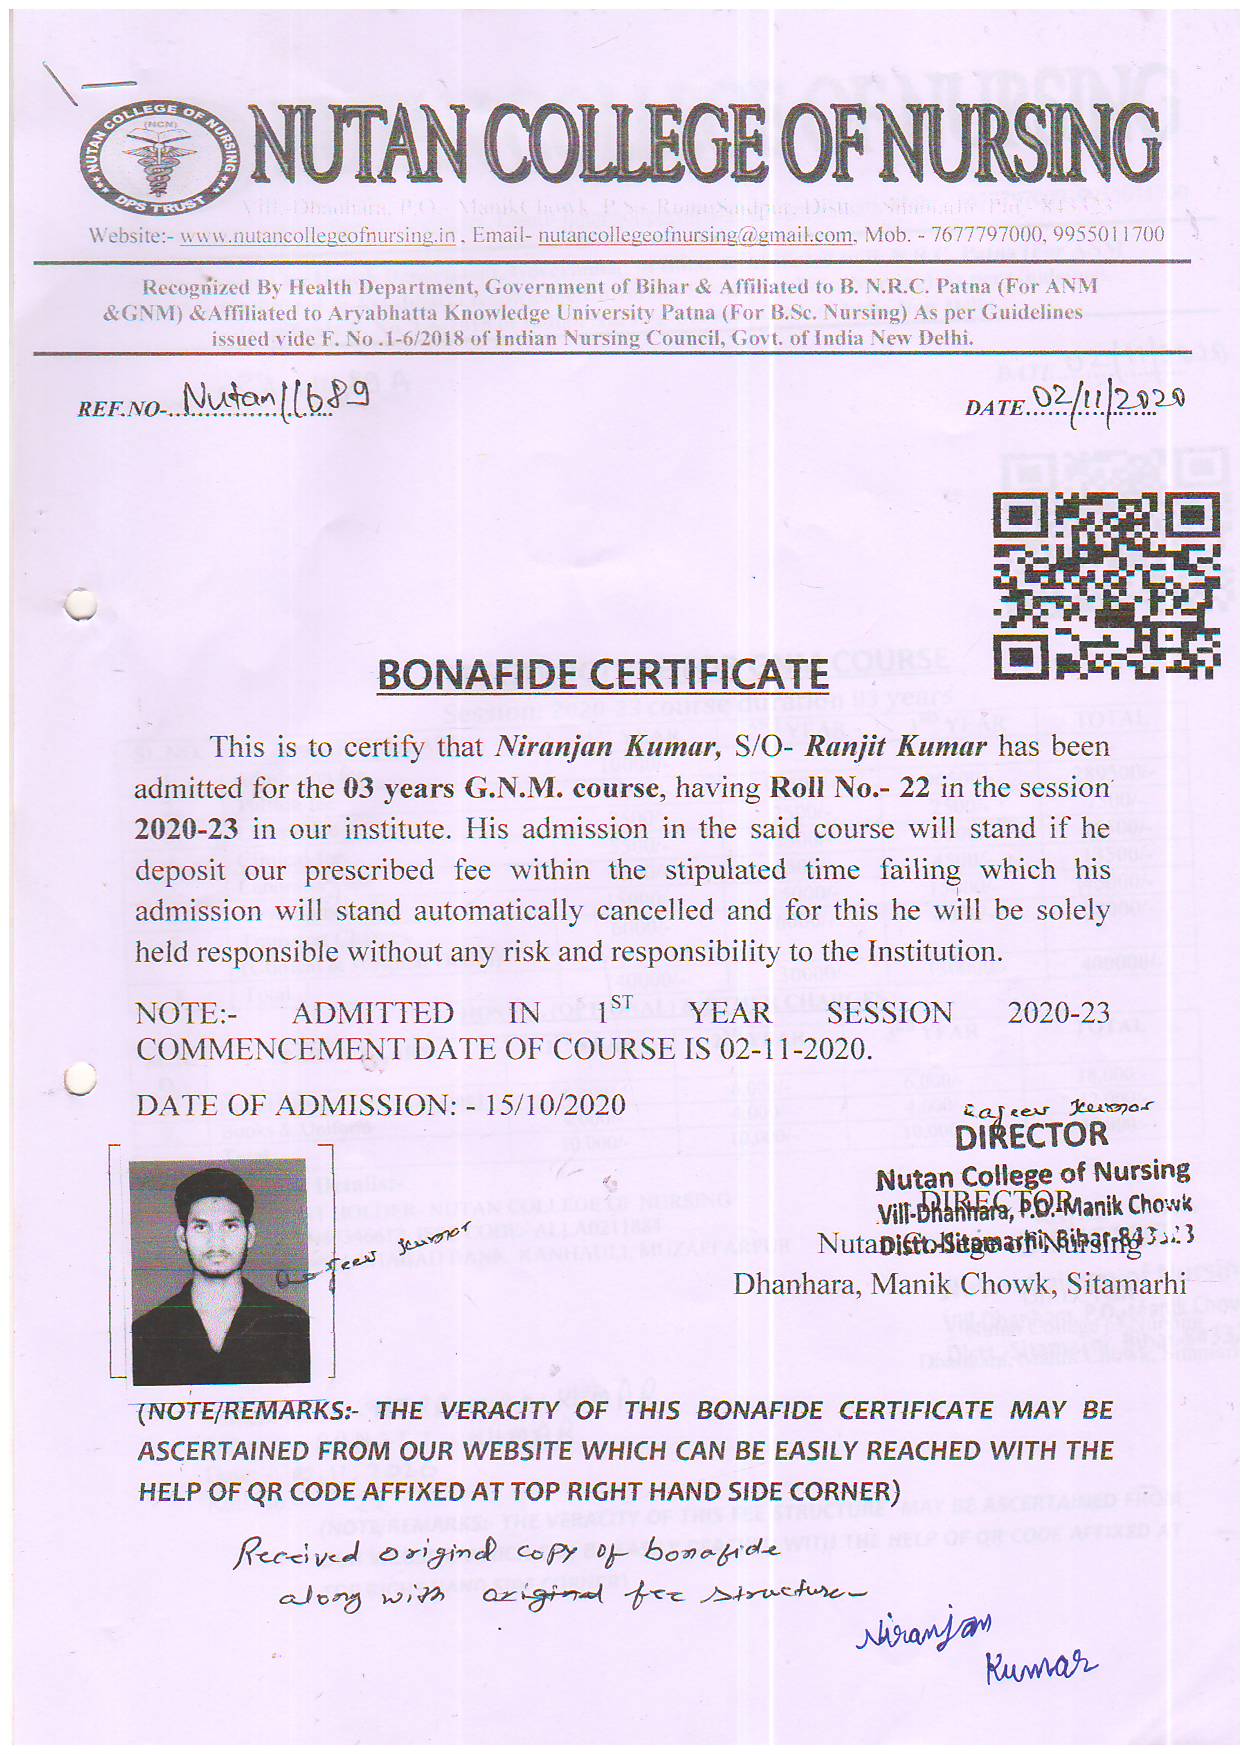 NUTAN COLLEGE OF NURSING
(NCN)
NUTAN COLLEGE OF NURSING
DPS TRUST
Vill.-Dhanhara, P.O.- ManikChowk, P.S.- RunniSaidpur, Distt.- Sitamarhi, Pin.- 843323
Website:- www.nutancollegeofnursing.in , Email- nutancollegeofnursing@gmail.com, Mob. - 7677797000, 9955011700
Recognized By Health Department, Government of Bihar & Affiliated to B. N.R.C. Patna (For ANM
&GNM) &Affiliated to Aryabhatta Knowledge University Patna (For B.Sc. Nursing) As per Guidelines
issued vide F. No .1-6/2018 of Indian Nursing Council, Govt. of India New Delhi.
REF.NO-Nutan/1689 DATE 02/11/2020
BONAFIDE CERTIFICATE
This is to certify that Niranjan Kumar, S/O- Ranjit Kumar has been
admitted for the 03 years G.N.M. course, having Roll No.- 22 in the session
2020-23 in our institute. His admission in the said course will stand if he
deposit our prescribed fee within the stipulated time failing which his
admission will stand automatically cancelled and for this he will be solely
held responsible without any risk and responsibility to the Institution.
NOTE:- ADMITTED IN 1ST YEAR SESSION 2020-23
COMMENCEMENT DATE OF COURSE IS 02-11-2020.
DATE OF ADMISSION: - 15/10/2020
Rajeev Kumar
DIRECTOR
Nutan College of Nursing
Vill-Dhanhara, P.O.-Manik Chowk
Distt.-Sitamarhi, Bihar-843323
DIRECTOR
Nutan College of Nursing
Dhanhara, Manik Chowk, Sitamarhi
Rajeev Kumar
(NOTE/REMARKS:- THE VERACITY OF THIS BONAFIDE CERTIFICATE MAY BE
ASCERTAINED FROM OUR WEBSITE WHICH CAN BE EASILY REACHED WITH THE
HELP OF QR CODE AFFIXED AT TOP RIGHT HAND SIDE CORNER)
Received original copy of bonafide
along with original fee structure
Niranjan
Kumar